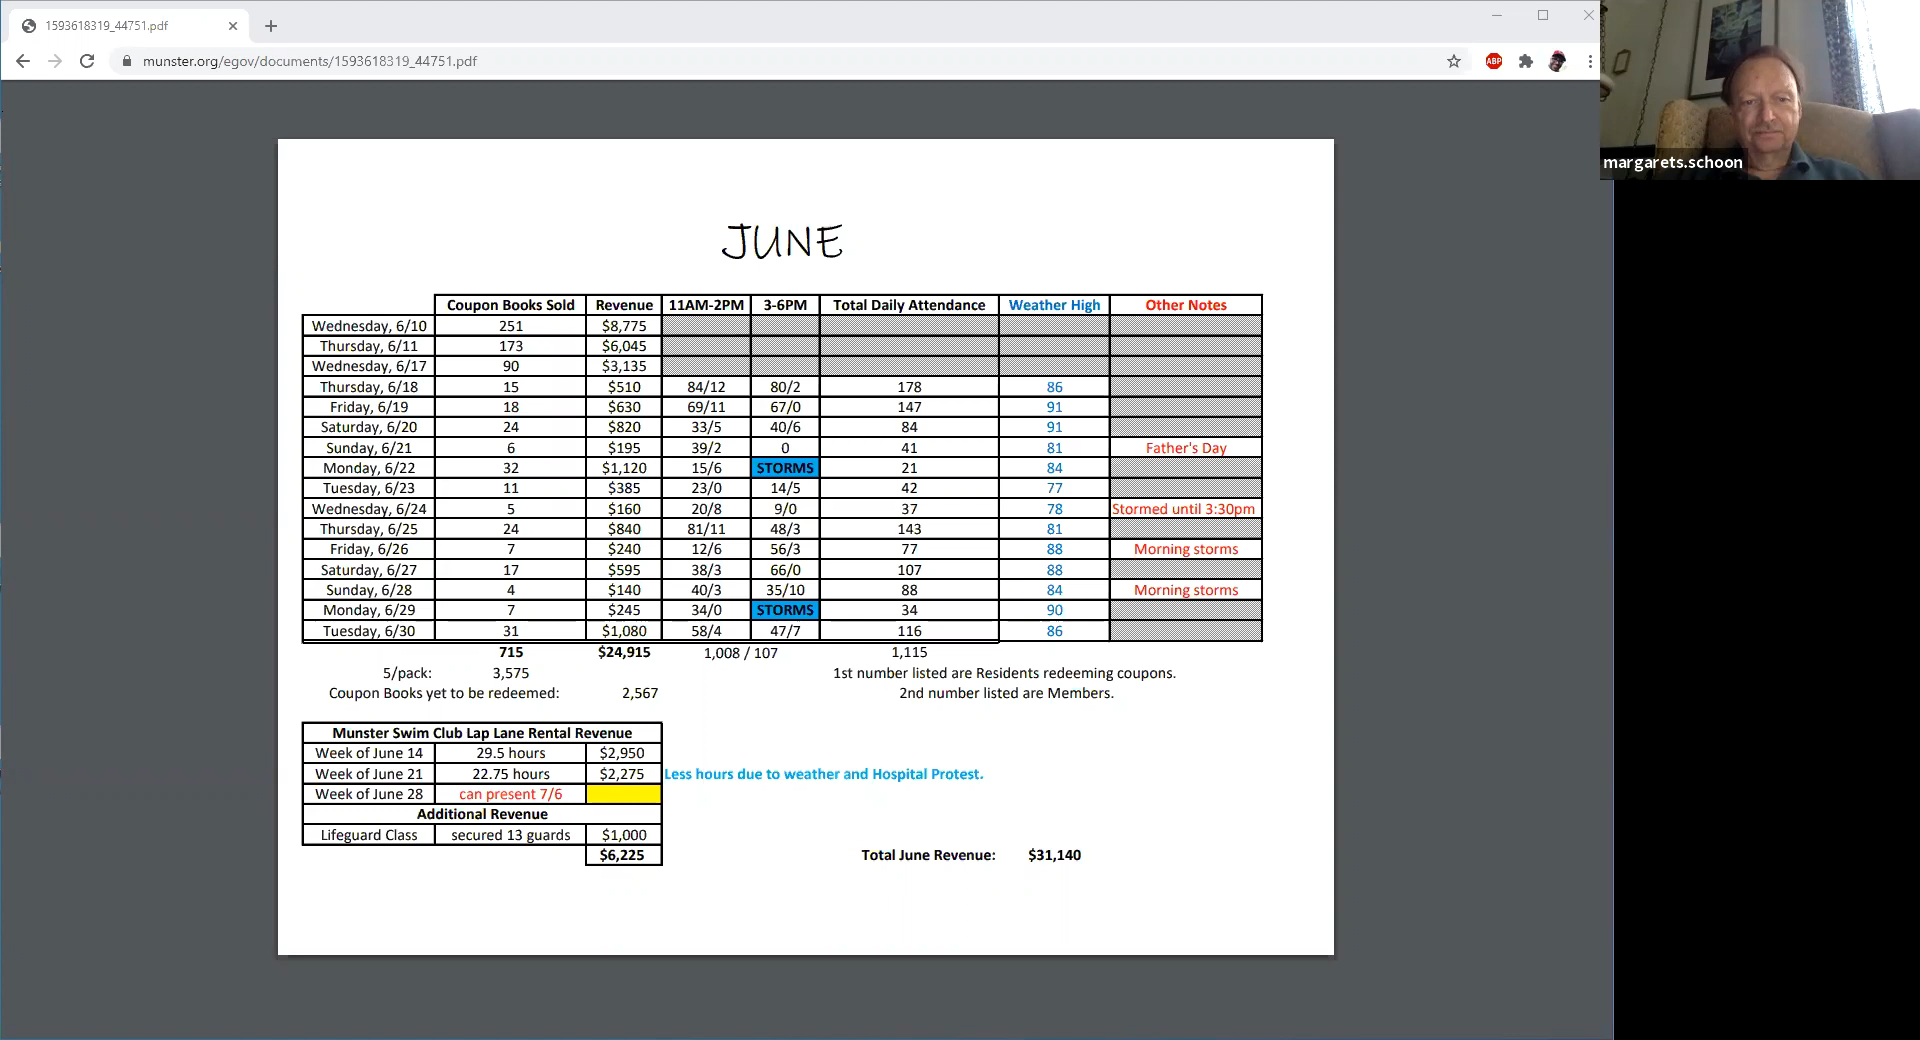 1593618319_44751.pdf
munster.org/egov/documents/1593618319_44751.pdf
ABP
margarets.schoon
JUNE
Coupon Books Sold Revenue 11AM-2PM 3-6PM Total Daily Attendance Weather High Other Notes
Wednesday, 6/10 251 $8,775
Thursday, 6/11 173 $6,045
Wednesday, 6/17 90 $3,135
Thursday, 6/18 15 $510 84/12 80/2 178 86
Friday, 6/19 18 $630 69/11 67/0 147 91
Saturday, 6/20 24 $820 33/5 40/6 84 91
Sunday, 6/21 6 $195 39/2 0 41 81 Father's Day
Monday, 6/22 32 $1,120 15/6 STORMS 21 84
Tuesday, 6/23 11 $385 23/0 14/5 42 77
Wednesday, 6/24 5 $160 20/8 9/0 37 78 Stormed until 3:30pm
Thursday, 6/25 24 $840 81/11 48/3 143 81
Friday, 6/26 7 $240 12/6 56/3 77 88 Morning storms
Saturday, 6/27 17 $595 38/3 66/0 107 88
Sunday, 6/28 4 $140 40/3 35/10 88 84 Morning storms
Monday, 6/29 7 $245 34/0 STORMS 34 90
Tuesday, 6/30 31 $1,080 58/4 47/7 116 86
715 $24,915 1,008 / 107 1,115
5/pack: 3,575 1st number listed are Residents redeeming coupons.
Coupon Books yet to be redeemed: 2,567 2nd number listed are Members.
Munster Swim Club Lap Lane Rental Revenue
Week of June 14 29.5 hours $2,950
Week of June 21 22.75 hours $2,275 Less hours due to weather and Hospital Protest.
Week of June 28 can present 7/6
Additional Revenue
Lifeguard Class secured 13 guards $1,000
$6,225 Total June Revenue: $31,140